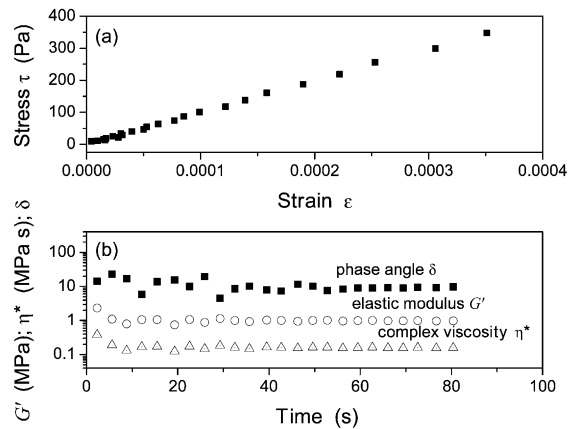 (a)
400
300
200
100
0
Stress τ (Pa)
0.0000 0.0001 0.0002 0.0003 0.0004
Strain ε
(b)
100
10
1
0.1
G′ (MPa); η* (MPa s); δ
phase angle δ
elastic modulus G′
complex viscosity η*
0 20 40 60 80 100
Time (s)